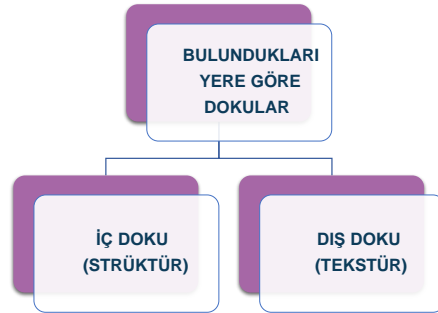 BULUNDUKLARI
YERE GÖRE
DOKULAR
İÇ DOKU
(STRÜKTÜR)
DIŞ DOKU
(TEKSTÜR)